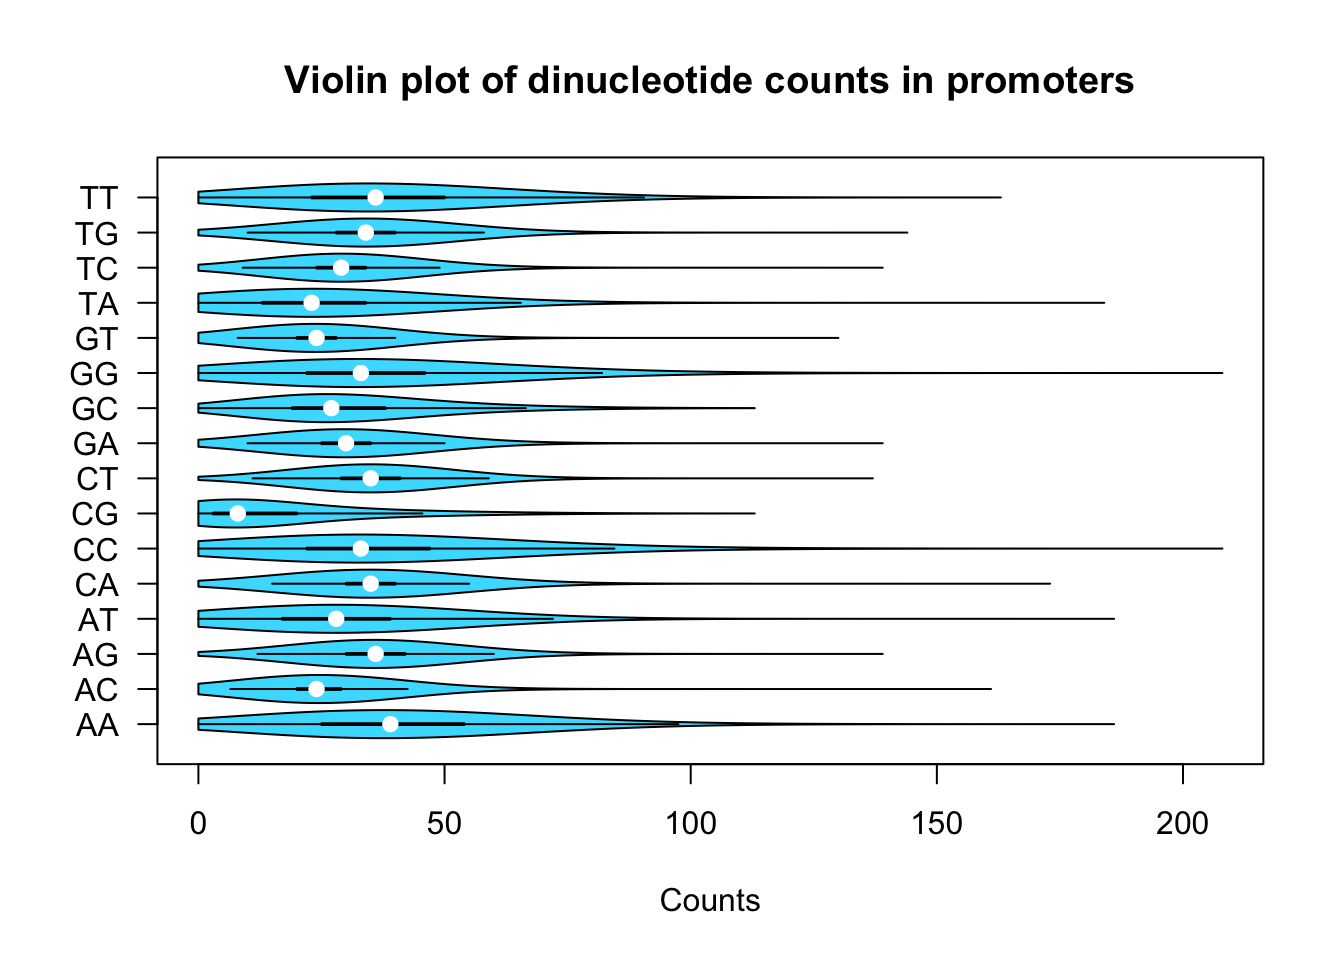 Violin plot of dinucleotide counts in promoters
TT
TG
TC
TA
GT
GG
GC
GA
CT
CG
CC
CA
AT
AG
AC
AA
0 50 100 150 200
Counts